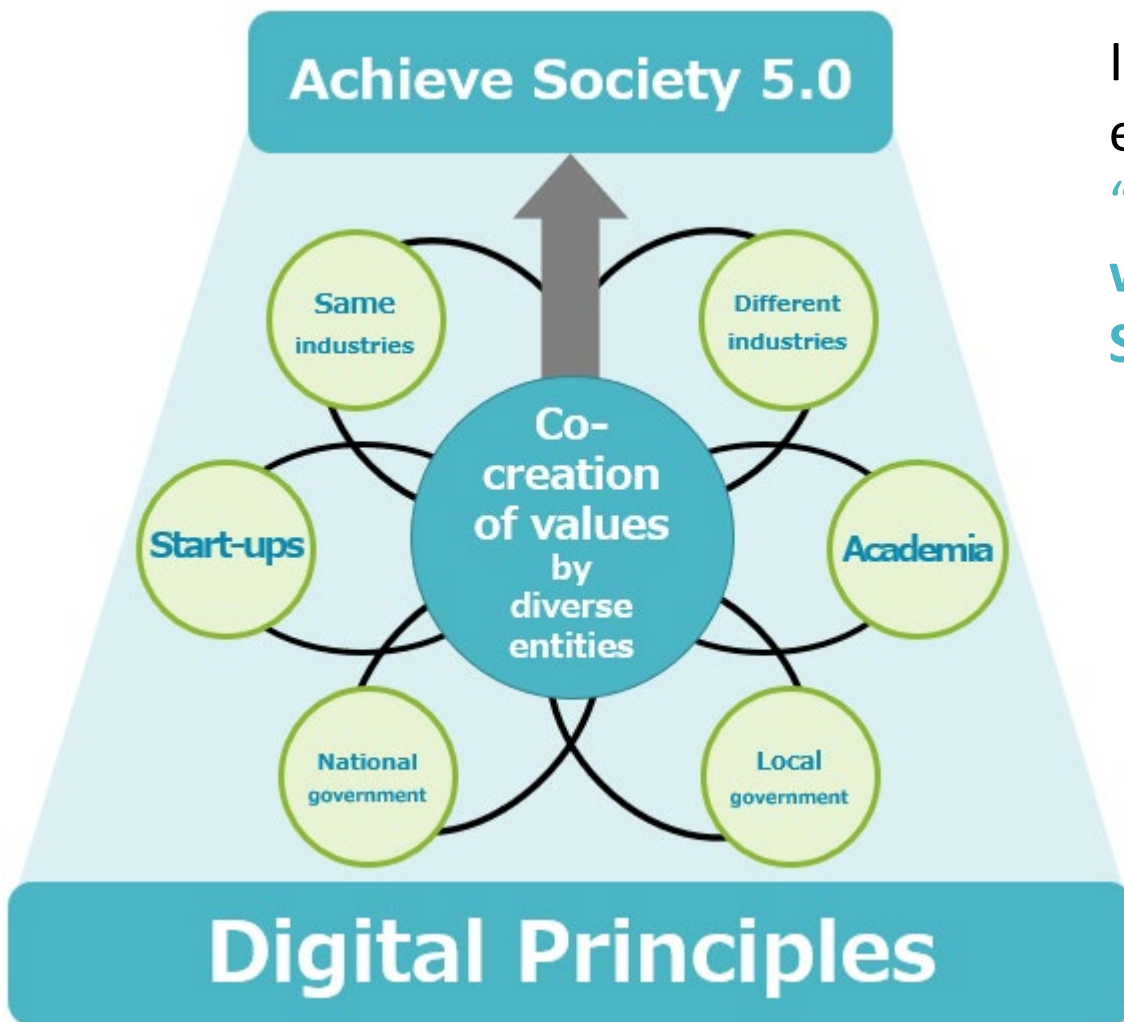 Achieve Society 5.0
Same
industries
Different
industries
Co-
creation
of values
by
diverse
entities
Start-ups
Academia
National
government
Local
government
Digital Principles